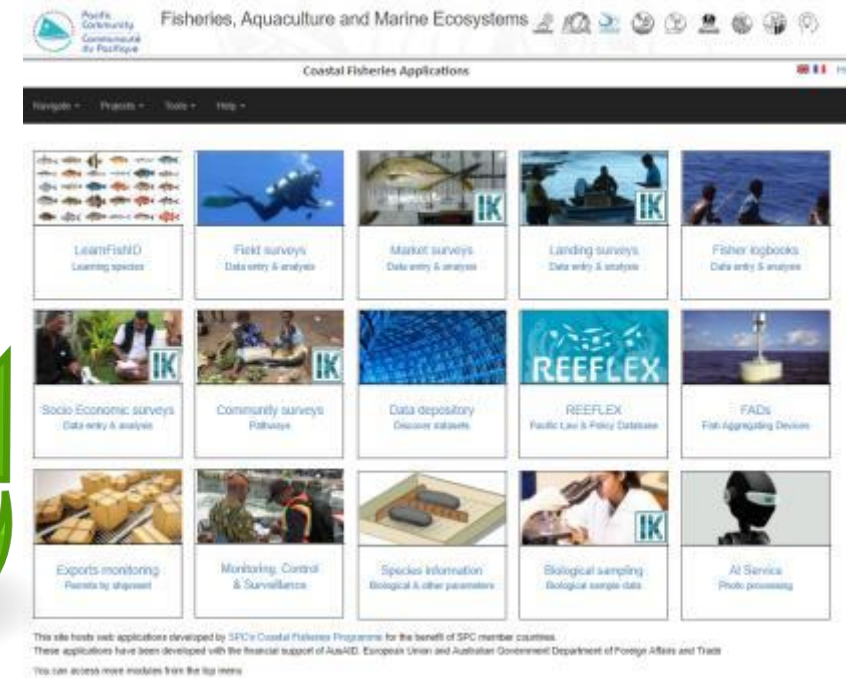 Pacific
Community
Communauté
du Pacifique
Fisheries, Aquaculture and Marine Ecosystems
Coastal Fisheries Applications
Navigate
Projects
Tools
Help
LearnFishID
Learning species
Field surveys
Data entry & analysis
IK
Market surveys
Data entry & analysis
IK
Landing surveys
Data entry & analysis
Fisher logbooks
Data entry & analysis
IK
Socio Economic surveys
Data entry & analysis
IK
Community surveys
Pathways
Data depository
Discover datasets
REEFLEX
REEFLEX
Pacific Law & Policy Database
FADs
Fish Aggregating Devices
Exports monitoring
Permits by shipment
Monitoring, Control
& Surveillance
Species information
Biological & other parameters
IK
Biological sampling
Biological sample data
AI Service
Photo processing
This site hosts web applications developed by SPC's Coastal Fisheries Programme for the benefit of SPC member countries.
These applications have been developed with the financial support of AusAID, European Union and Australian Government Department of Foreign Affairs and Trade
You can access more modules from the top menu